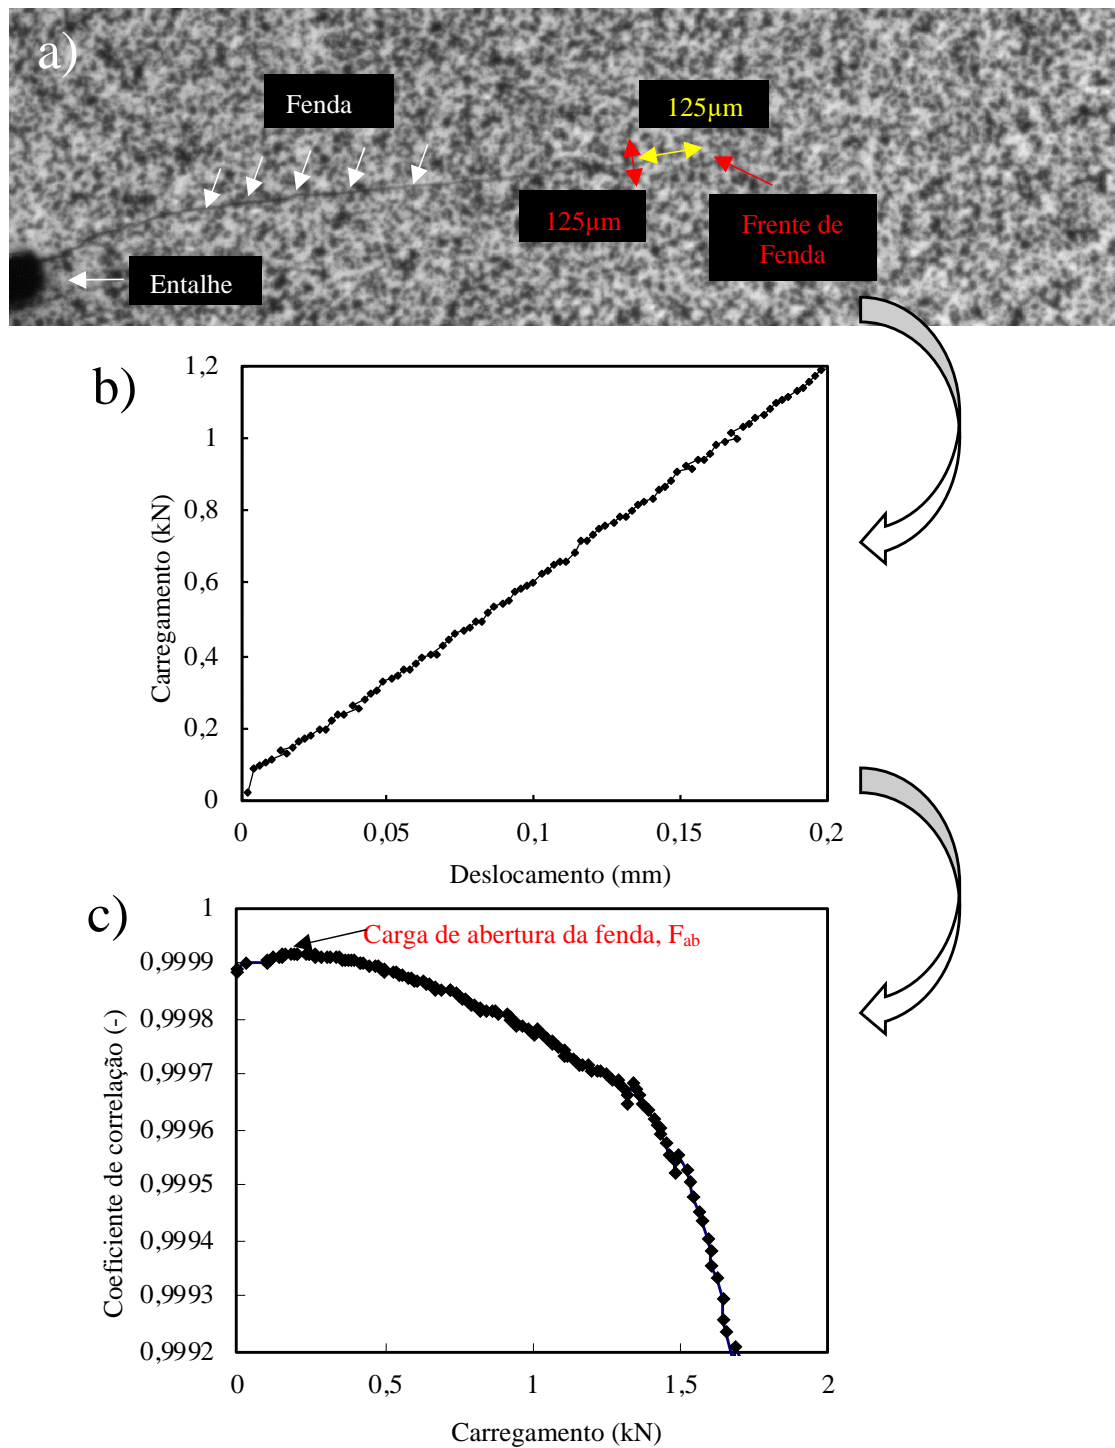 a)
Fenda
125µm
125µm
Frente de
Fenda
Entalhe
b)
1,2
1
0,8
0,6
0,4
0,2
0
Carregamento (kN)
0
0,05
0,1
0,15
0,2
Deslocamento (mm)
c)
Carga de abertura da fenda, Fab
1
0,9999
0,9998
0,9997
0,9996
0,9995
0,9994
0,9993
0,9992
Coeficiente de correlação (-)
0
0,5
1
1,5
2
Carregamento (kN)